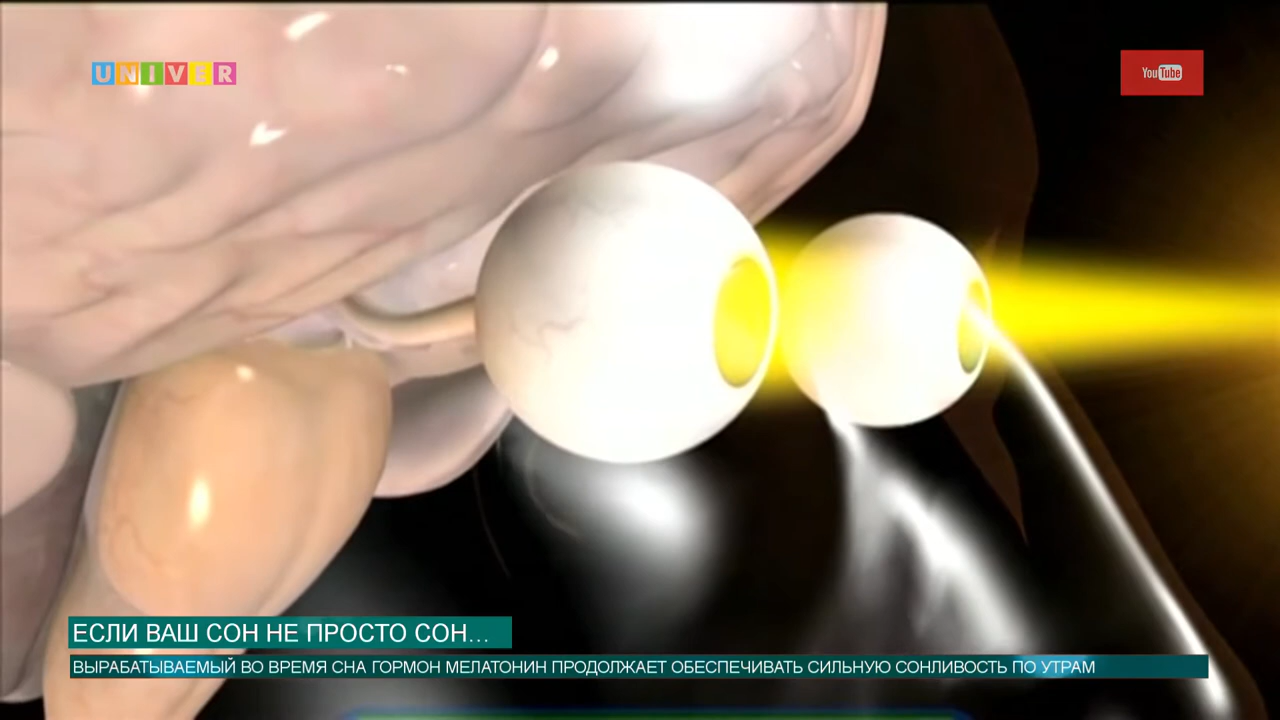 UNIVER
YouTube
ЕСЛИ ВАШ СОН НЕ ПРОСТО СОН...
ВЫРАБАТЫВАЕМЫЙ ВО ВРЕМЯ СНА ГОРМОН МЕЛАТОНИН ПРОДОЛЖАЕТ ОБЕСПЕЧИВАТЬ СИЛЬНУЮ СОНЛИВОСТЬ ПО УТРАМ